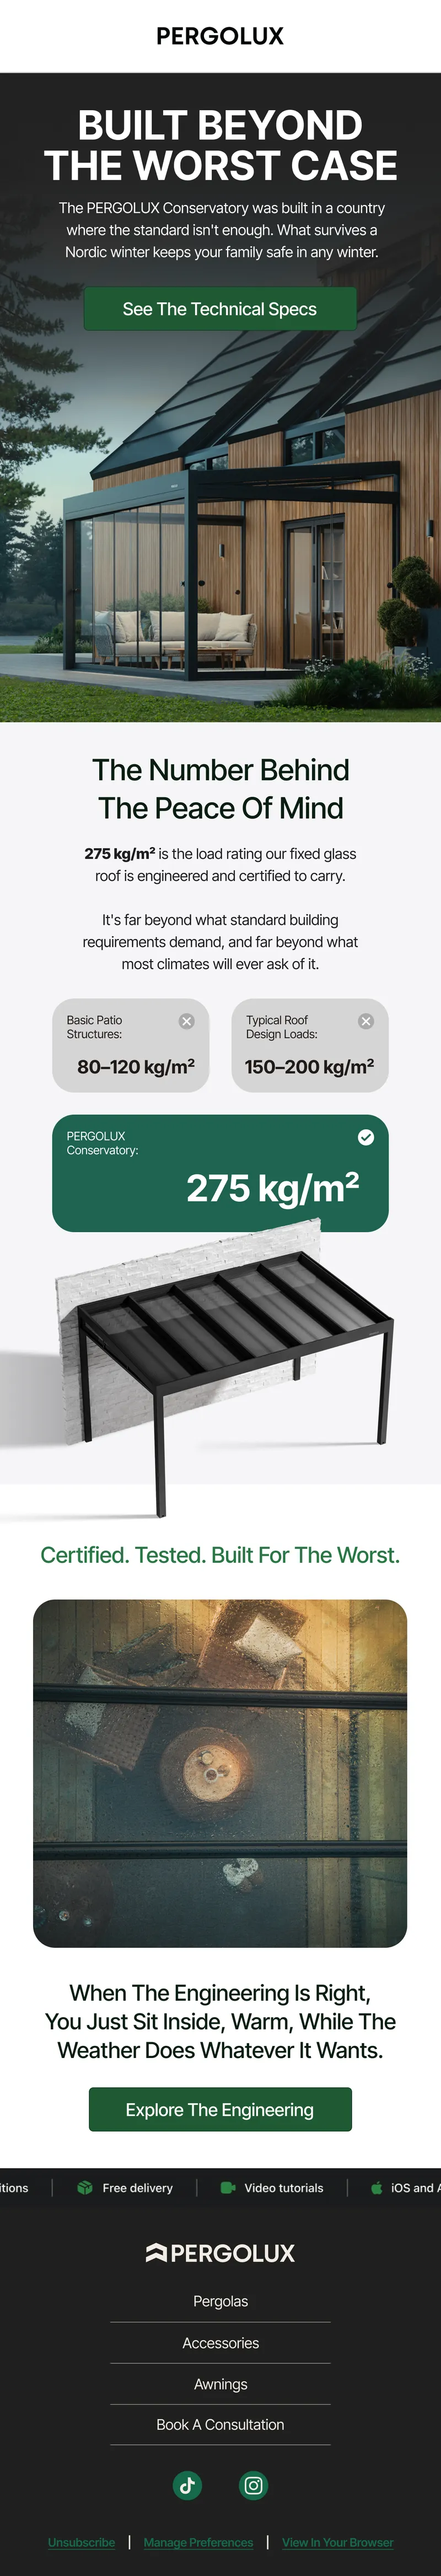 PERGOLUX
BUILT BEYOND
THE WORST CASE
The PERGOLUX Conservatory was built in a country
where the standard isn't enough. What survives a
Nordic winter keeps your family safe in any winter.
See The Technical Specs
The Number Behind
The Peace Of Mind
275 kg/m² is the load rating our fixed glass
roof is engineered and certified to carry.
It's far beyond what standard building
requirements demand, and far beyond what
most climates will ever ask of it.
Basic Patio
Structures:
80–120 kg/m²
Typical Roof
Design Loads:
150–200 kg/m²
PERGOLUX
Conservatory:
275 kg/m²
Certified. Tested. Built For The Worst.
When The Engineering Is Right,
You Just Sit Inside, Warm, While The
Weather Does Whatever It Wants.
Explore The Engineering
itions | Free delivery | Video tutorials | iOS and A
PERGOLUX
Pergolas
Accessories
Awnings
Book A Consultation
Unsubscribe | Manage Preferences | View In Your Browser